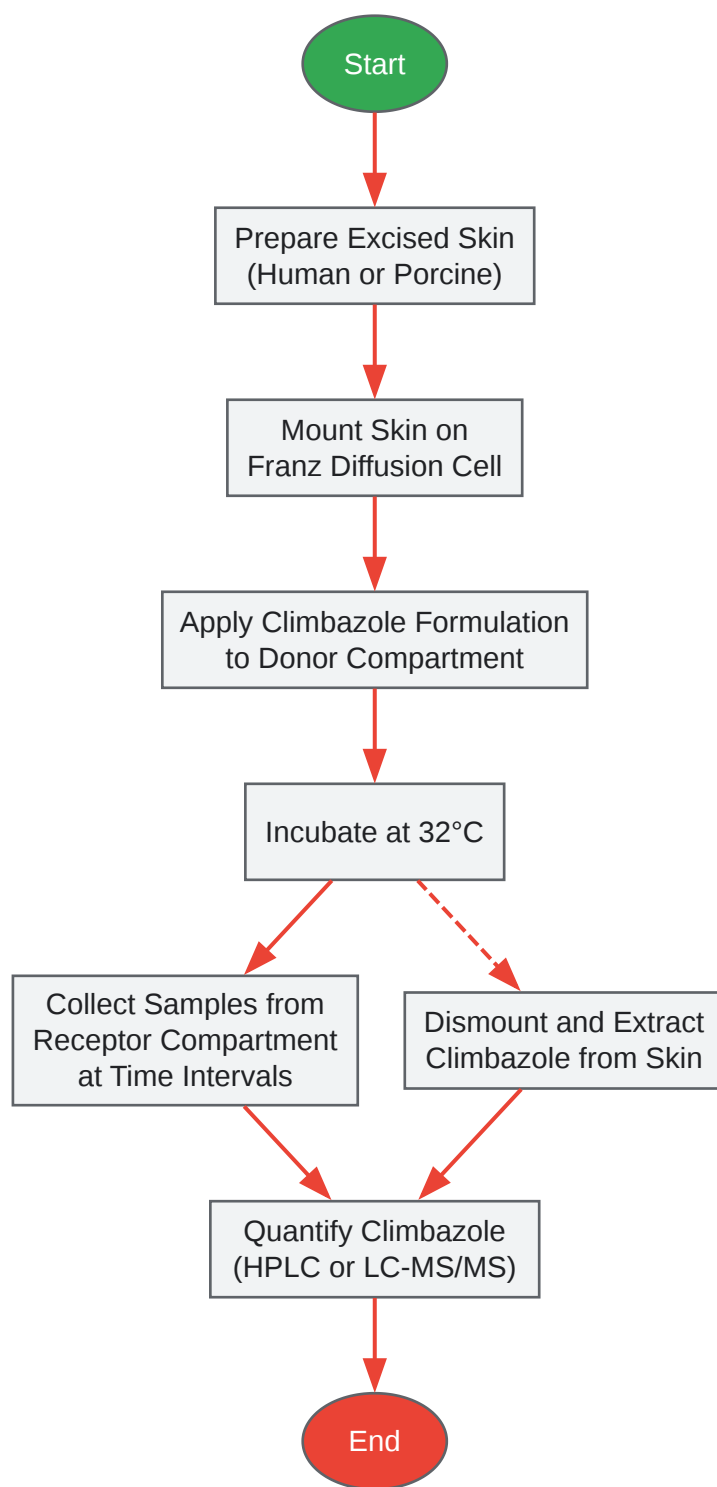 Start
Prepare Excised Skin
(Human or Porcine)
Mount Skin on
Franz Diffusion Cell
Apply Climbazole Formulation
to Donor Compartment
Incubate at 32°C
Collect Samples from
Receptor Compartment
at Time Intervals
Dismount and Extract
Climbazole from Skin
Quantify Climbazole
(HPLC or LC-MS/MS)
End